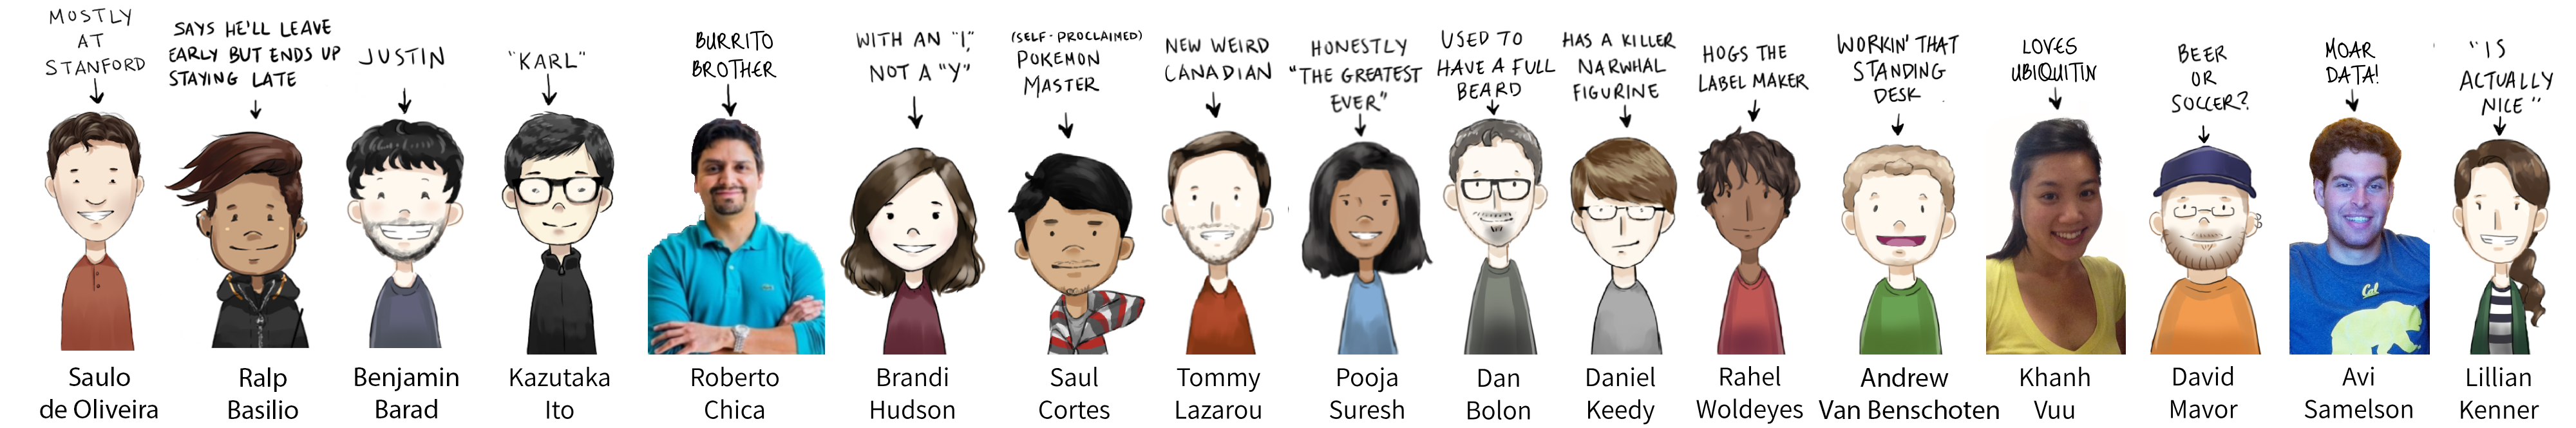 MOSTLY
AT
STANFORD
SAYS HE'LL LEAVE
EARLY BUT ENDS UP
STAYING LATE
JUSTIN
"KARL"
BURRITO
BROTHER
WITH AN "I,"
NOT A "Y"
(SELF-PROCLAIMED)
POKEMON
MASTER
NEW WEIRD
CANADIAN
HONESTLY
"THE GREATEST
EVER"
USED TO
HAVE A FULL
BEARD
HAS A KILLER
NARWHAL
FIGURINE
HOGS THE
LABEL MAKER
WORKIN' THAT
STANDING
DESK
LOVES
UBIQUITIN
BEER
OR
SOCCER?
MOAR
DATA!
"IS
ACTUALLY
NICE"
Cal
Saulo
de Oliveira
Ralp
Basilio
Benjamin
Barad
Kazutaka
Ito
Roberto
Chica
Brandi
Hudson
Saul
Cortes
Tommy
Lazarou
Pooja
Suresh
Dan
Bolon
Daniel
Keedy
Rahel
Woldeyes
Andrew
Van Benschoten
Khanh
Vuu
David
Mavor
Avi
Samelson
Lillian
Kenner